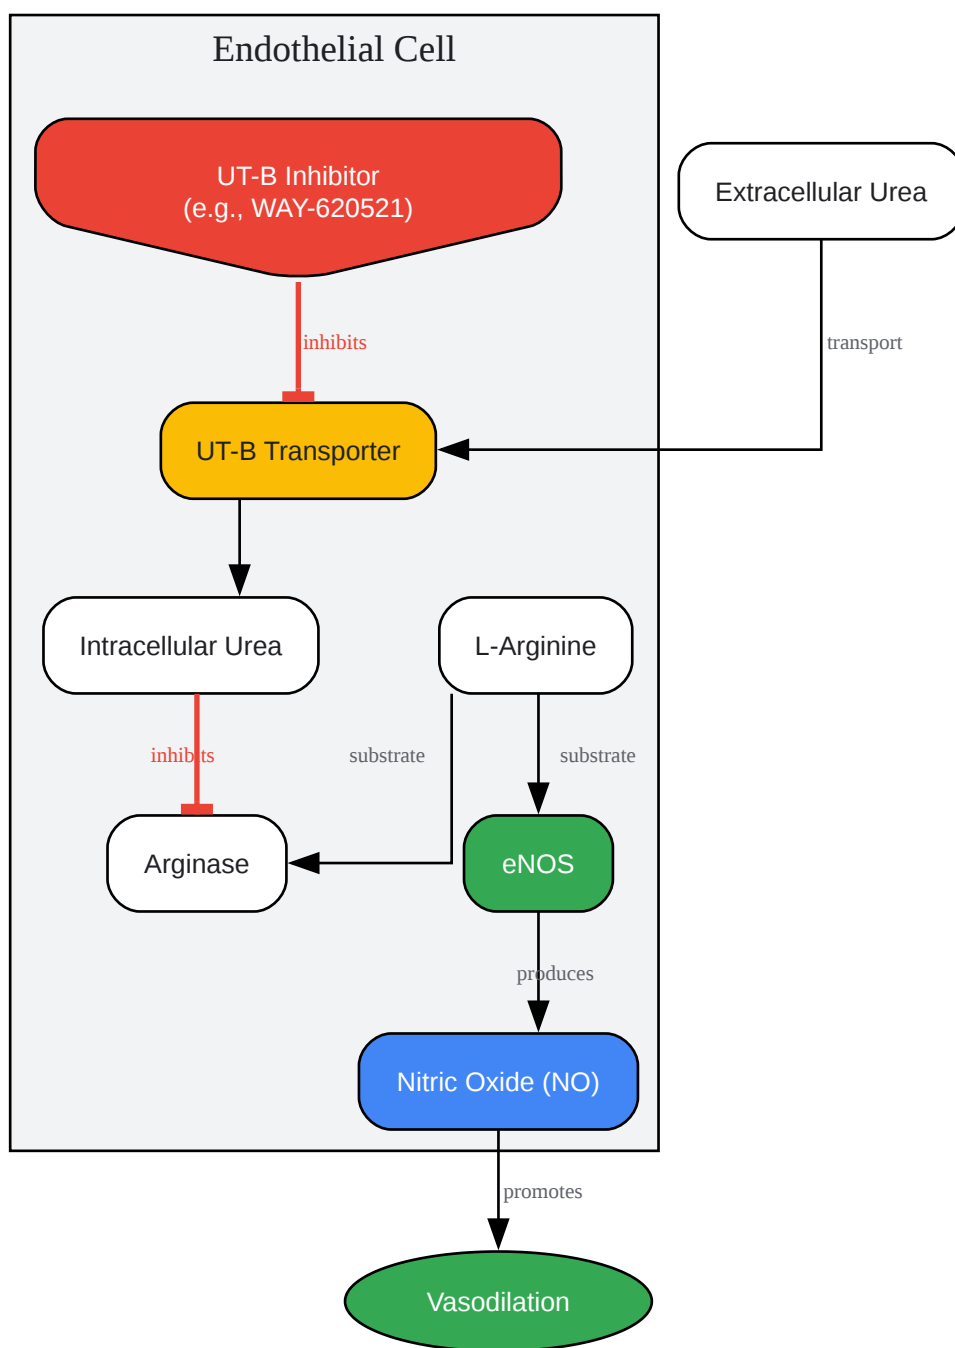 Endothelial Cell
UT-B Inhibitor
(e.g., WAY-620521)
Extracellular Urea
inhibits
transport
UT-B Transporter
Intracellular Urea
L-Arginine
inhibits
substrate
substrate
Arginase
eNOS
produces
Nitric Oxide (NO)
promotes
Vasodilation